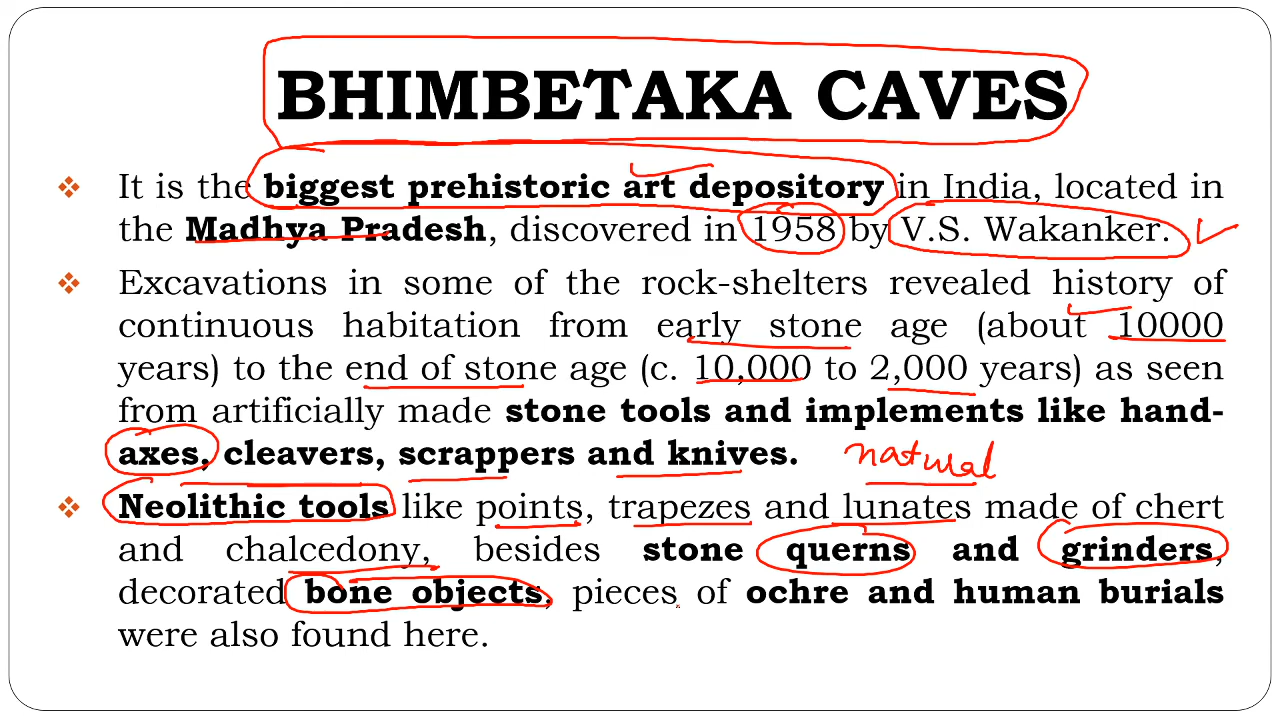 BHIMBETAKA CAVES
❖ It is the biggest prehistoric art depository in India, located in
the Madhya Pradesh, discovered in 1958 by V.S. Wakanker.
❖ Excavations in some of the rock-shelters revealed history of
continuous habitation from early stone age (about 10000
years) to the end of stone age (c. 10,000 to 2,000 years) as seen
from artificially made stone tools and implements like hand-
axes, cleavers, scrappers and knives. natural
❖ Neolithic tools like points, trapezes and lunates made of chert
and chalcedony, besides stone querns and grinders,
decorated bone objects, pieces of ochre and human burials
were also found here.